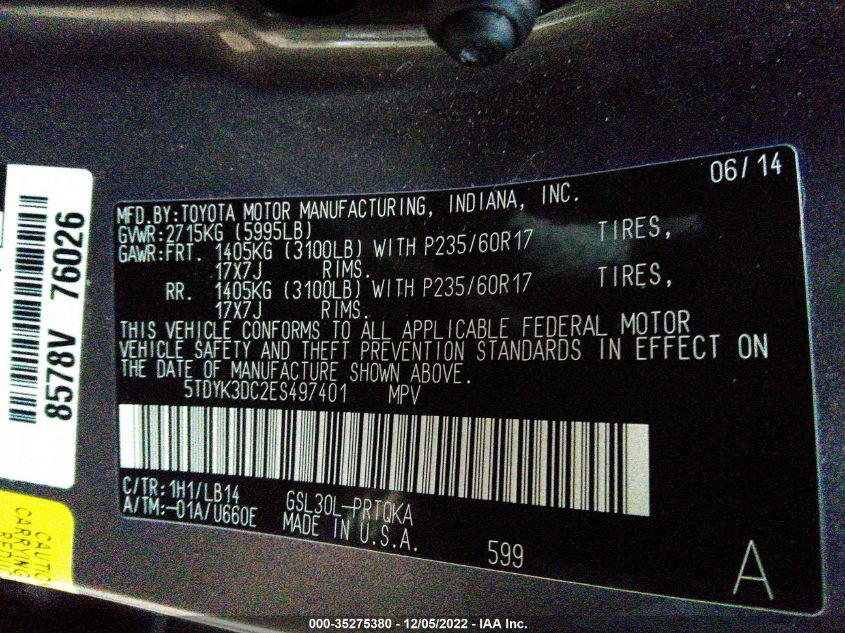 06/14
MFD.BY:TOYOTA MOTOR MANUFACTURING, INDIANA, INC.
GVWR:2715KG (5995LB)
GAWR:FRT. 1405KG (3100LB) WITH P235/60R17 TIRES,
17X7J RIMS.
RR. 1405KG (3100LB) WITH P235/60R17 TIRES,
17X7J RIMS.
THIS VEHICLE CONFORMS TO ALL APPLICABLE FEDERAL MOTOR
VEHICLE SAFETY AND THEFT PREVENTION STANDARDS IN EFFECT ON
THE DATE OF MANUFACTURE SHOWN ABOVE.
5TDYK3DC2ES497401 MPV
C/TR:1H1/LB14 GSL30L-PRTQKA
A/TM:-01A/U660E MADE IN U.S.A.
599
A
8578V 76026
CARRYING
000-35275380 - 12/05/2022 - IAA Inc.